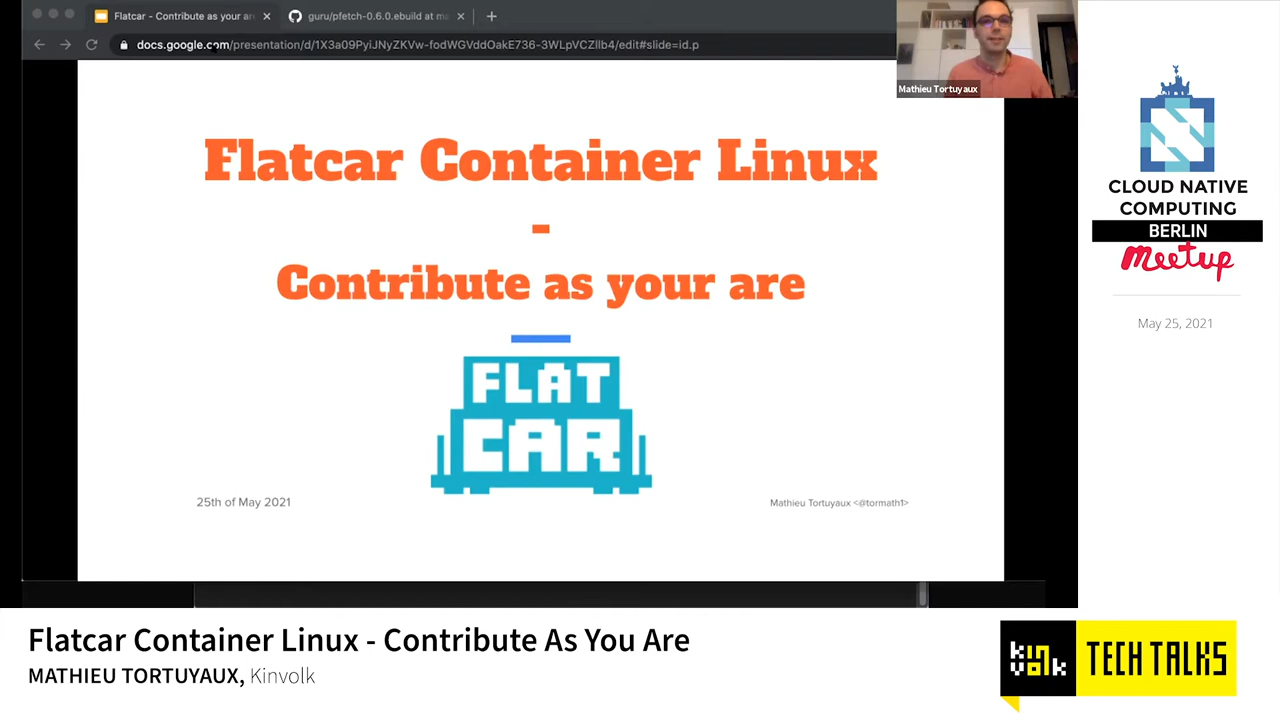 Flatcar - Contribute as your are
guru/pfetch-0.6.0.ebuild at ma
docs.google.com/presentation/d/1X3a09PyiJNyZKVw-fodWGVddOakE736-3WLpVCZllb4/edit#slide=id.p
Mathieu Tortuyaux
Flatcar Container Linux
-
Contribute as your are
FLAT
CAR
25th of May 2021
Mathieu Tortuyaux <@tormath1>
CLOUD NATIVE
COMPUTING
BERLIN
Meetup
May 25, 2021
Flatcar Container Linux - Contribute As You Are
MATHIEU TORTUYAUX, Kinvolk
kin
volk
TECH TALKS